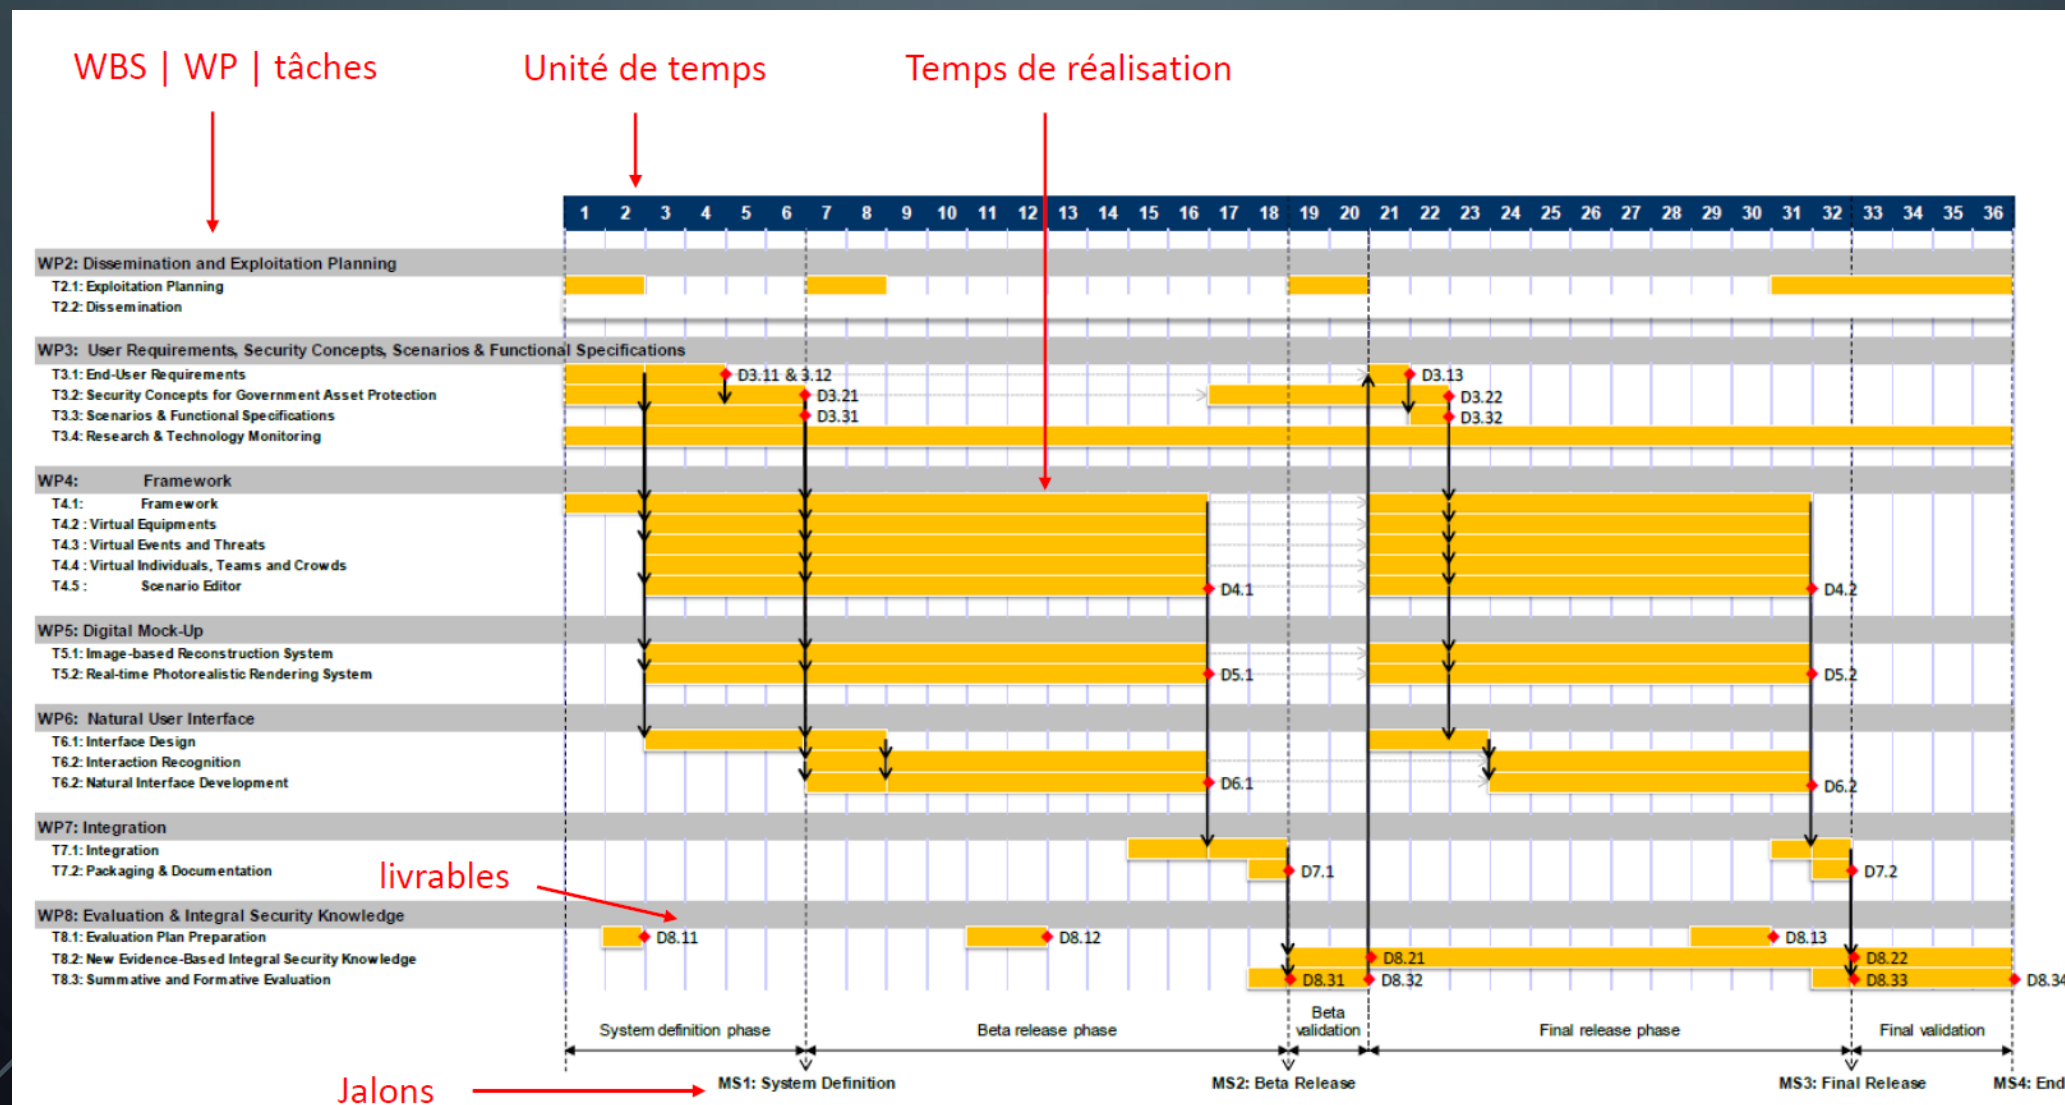 WBS | WP | tâches
Unité de temps
Temps de réalisation
1 2 3 4 5 6 7 8 9 10 11 12 13 14 15 16 17 18 19 20 21 22 23 24 25 26 27 28 29 30 31 32 33 34 35 36
WP2: Dissemination and Exploitation Planning
T2.1: Exploitation Planning
T2.2: Dissemination
WP3: User Requirements, Security Concepts, Scenarios & Functional Specifications
T3.1: End-User Requirements D3.11 & 3.12 D3.13
T3.2: Security Concepts for Government Asset Protection D3.21 D3.22
T3.3: Scenarios & Functional Specifications D3.31 D3.32
T3.4: Research & Technology Monitoring
WP4: Framework
T4.1: Framework
T4.2 : Virtual Equipments
T4.3 : Virtual Events and Threats
T4.4 : Virtual Individuals, Teams and Crowds
T4.5 : Scenario Editor D4.1 D4.2
WP5: Digital Mock-Up
T5.1: Image-based Reconstruction System
T5.2: Real-time Photorealistic Rendering System D5.1 D5.2
WP6: Natural User Interface
T6.1: Interface Design
T6.2: Interaction Recognition
T6.2: Natural Interface Development D6.1 D6.2
WP7: Integration
T7.1: Integration
T7.2: Packaging & Documentation D7.1 D7.2
livrables
WP8: Evaluation & Integral Security Knowledge
T8.1: Evaluation Plan Preparation D8.11 D8.12 D8.13
T8.2: New Evidence-Based Integral Security Knowledge D8.21 D8.22
T8.3: Summative and Formative Evaluation D8.31 D8.32 D8.33 D8.34
System definition phase
Beta release phase
Beta
validation
Final release phase
Final validation
Jalons
MS1: System Definition
MS2: Beta Release
MS3: Final Release
MS4: End